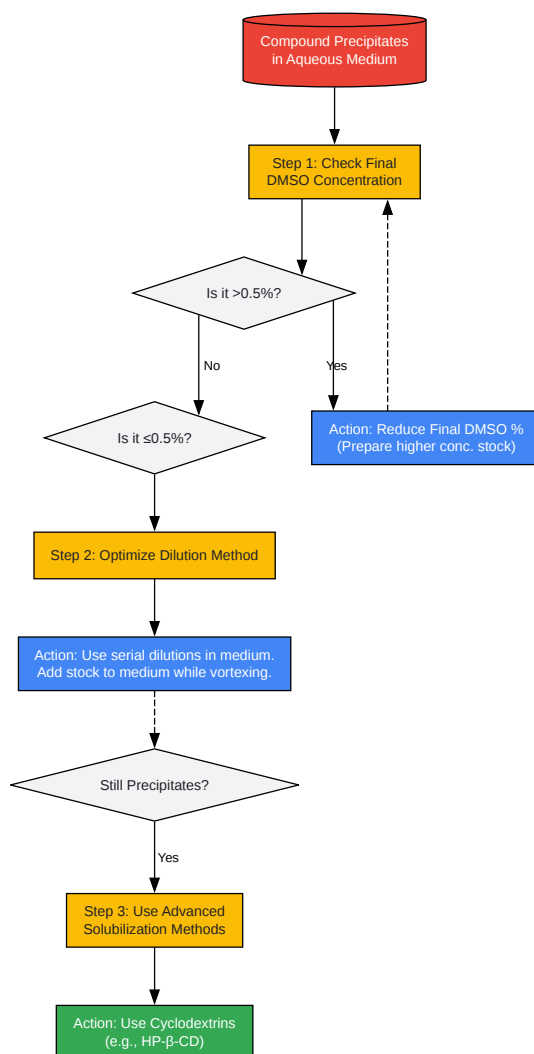 Compound Precipitates
in Aqueous Medium
Step 1: Check Final
DMSO Concentration
Is it >0.5%?
No
Yes
Is it ≤0.5%?
Action: Reduce Final DMSO %
(Prepare higher conc. stock)
Step 2: Optimize Dilution Method
Action: Use serial dilutions in medium.
Add stock to medium while vortexing.
Still Precipitates?
Yes
Step 3: Use Advanced
Solubilization Methods
Action: Use Cyclodextrins
(e.g., HP-β-CD)